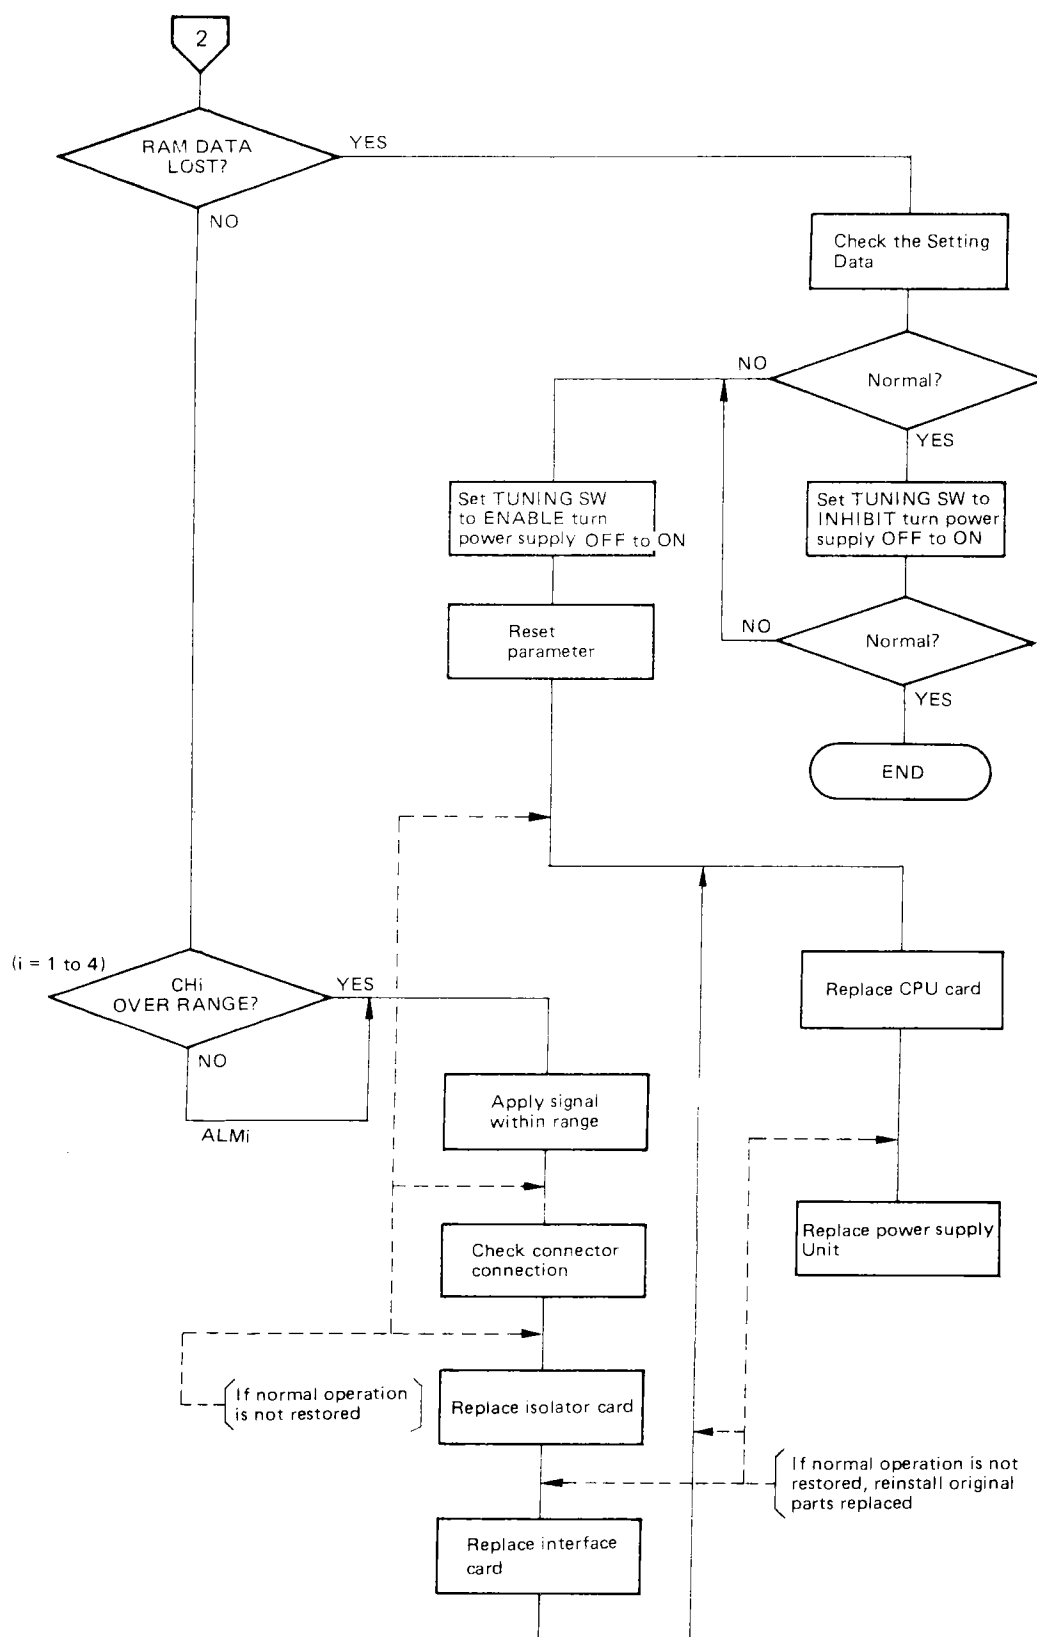 2
RAM DATA
LOST?
YES
NO
Check the Setting
Data
NO
Normal?
YES
Set TUNING SW
to ENABLE turn
power supply OFF to ON
Set TUNING SW to
INHIBIT turn power
supply OFF to ON
Reset
parameter
NO
Normal?
YES
END
(i = 1 to 4)
CHi
OVER RANGE?
YES
NO
ALMi
Replace CPU card
Apply signal
within range
Check connector
connection
Replace power supply
Unit
If normal operation
is not restored
Replace isolator card
If normal operation is not
restored, reinstall original
parts replaced
Replace interface
card